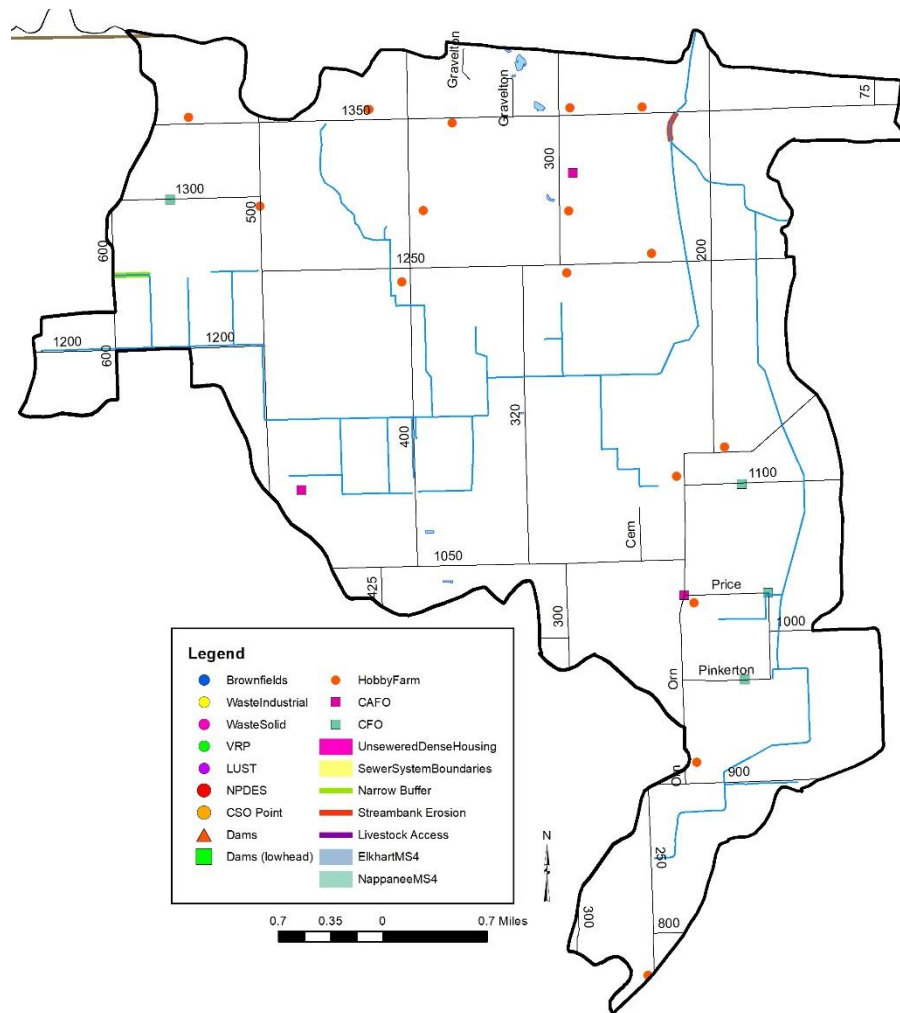 Gravelton
Gravelton
75
1350
300
1300
500
600
1250
200
1200
1200
600
320
400
1100
Cem
1050
425
Price
300
1000
Orn
Pinkerton
900
250
300
800
Legend
Brownfields
WasteIndustrial
WasteSolid
VRP
LUST
NPDES
CSO Point
Dams
Dams (lowhead)
HobbyFarm
CAFO
CFO
UnseweredDenseHousing
SewerSystemBoundaries
Narrow Buffer
Streambank Erosion
Livestock Access
ElkhartMS4
NappaneeMS4
N
0.7 0.35 0 0.7 Miles